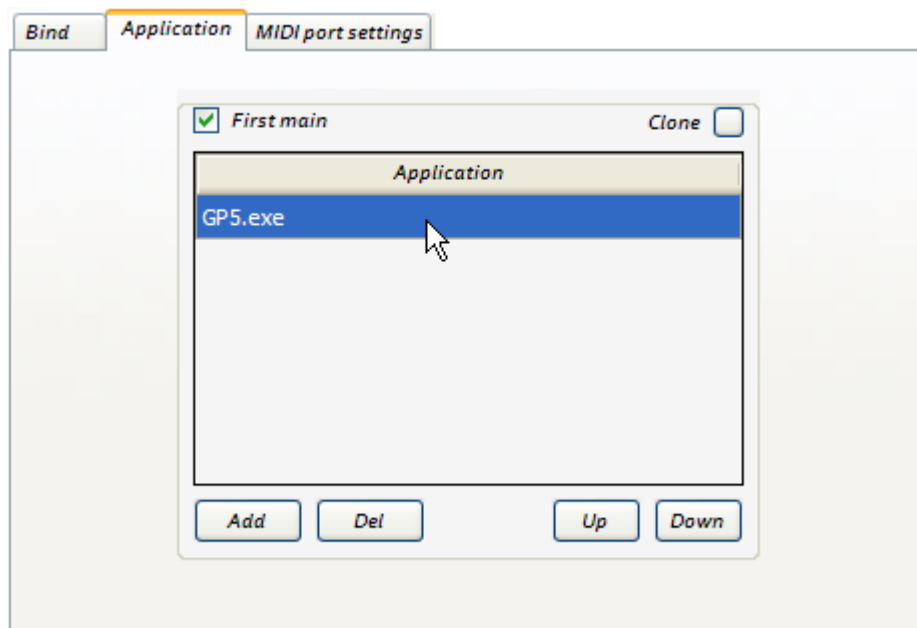 Bind Application MIDI port settings
First main Clone
Application
GP5.exe
Add Del Up Down